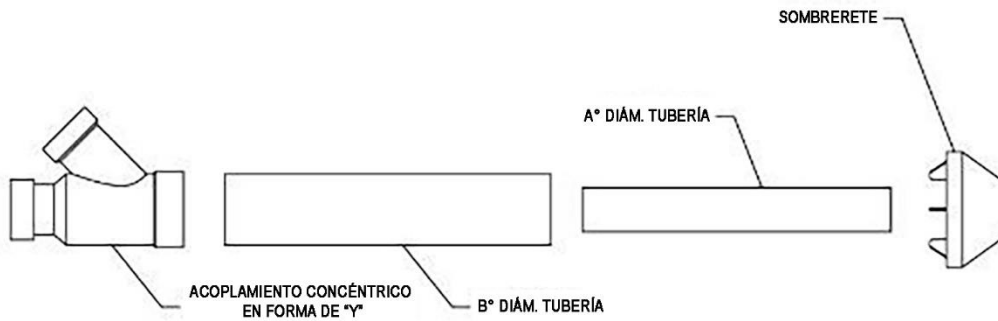 SOMBRERETE
A° DIÁM. TUBERÍA
ACOPLAMIENTO CONCÉNTRICO
EN FORMA DE "Y"
B° DIÁM. TUBERÍA